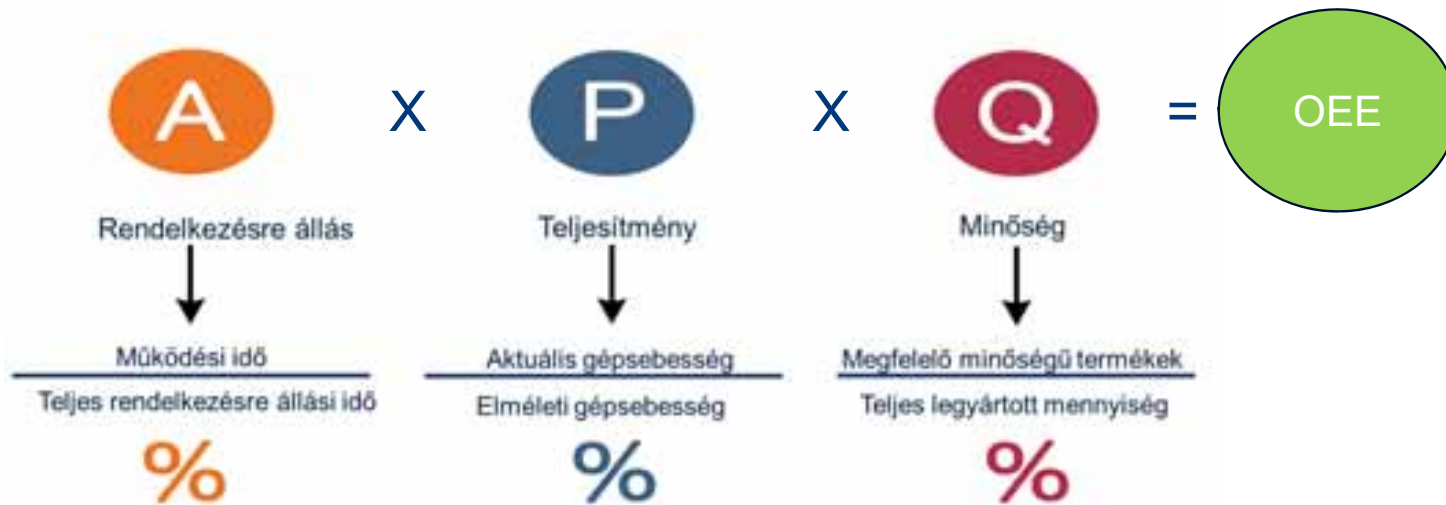 A X P X Q = OEE
Rendelkezésre állás
Teljesítmény
Minőség
Működési idő
Teljes rendelkezésre állási idő
%
Aktuális gépsebesség
Elméleti gépsebesség
%
Megfelelő minőségű termékek
Teljes legyártott mennyiség
%